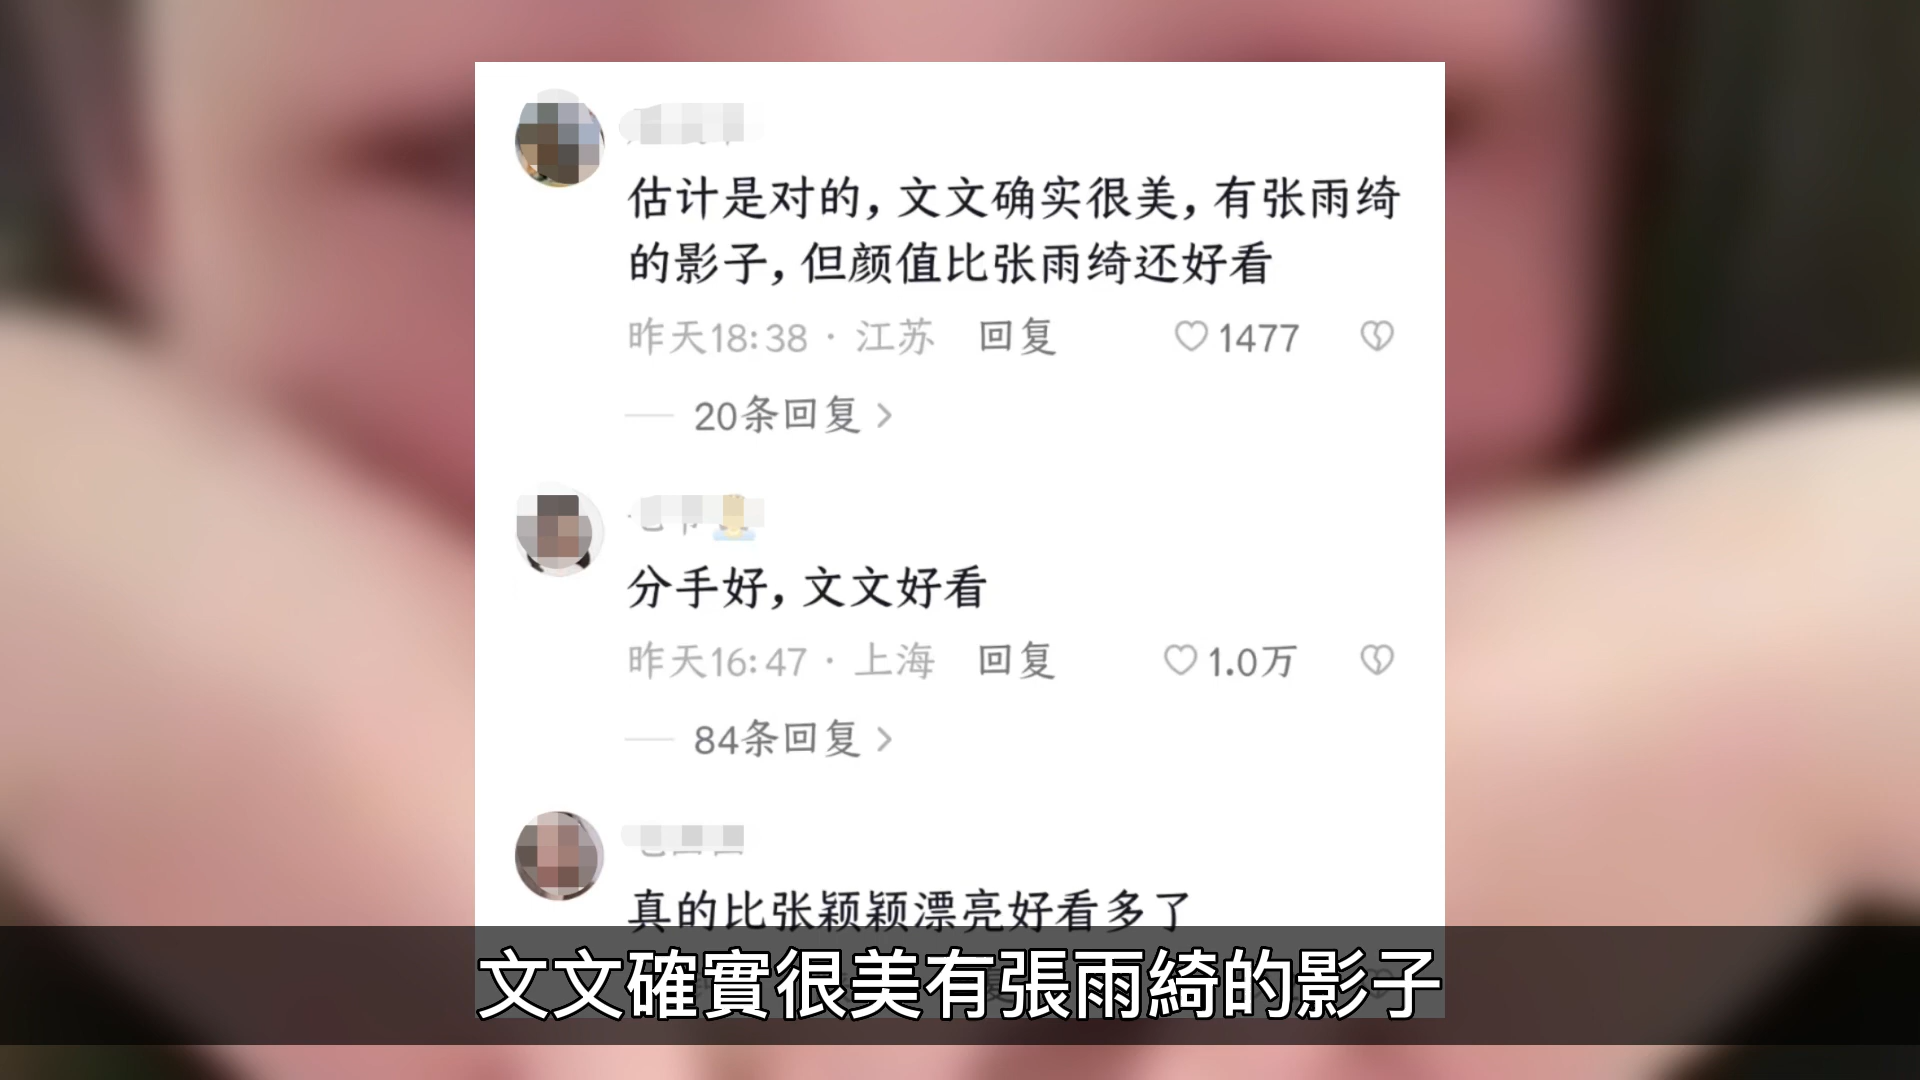 估计是对的，文文确实很美，有张雨绮
的影子，但颜值比张雨绮还好看
昨天18:38 · 江苏 回复 1477
20条回复 >
分手好，文文好看
昨天16:47 · 上海 回复 1.0万
84条回复 >
真的比张颖颖漂亮好看多了
文文確實很美有張雨綺的影子